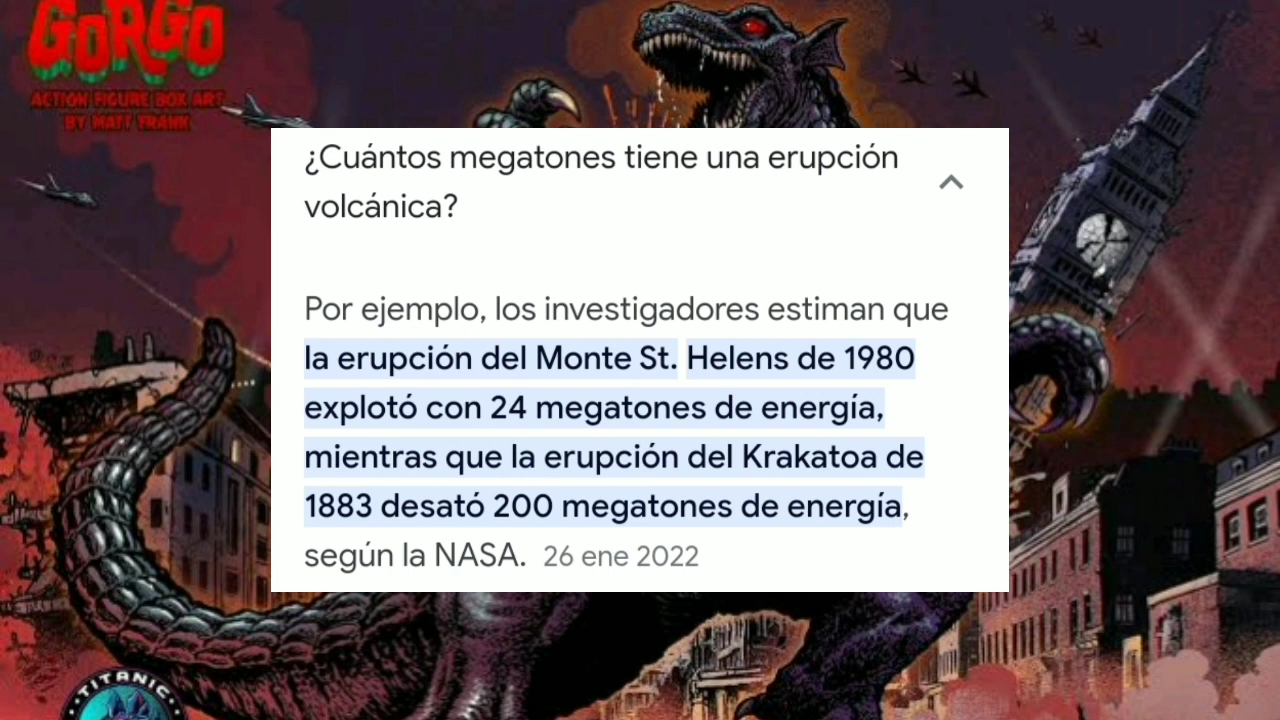 GORGO
ACTION FIGURE BOX ART
BY MATT FRANK
¿Cuántos megatones tiene una erupción
volcánica?
Por ejemplo, los investigadores estiman que
la erupción del Monte St. Helens de 1980
explotó con 24 megatones de energía,
mientras que la erupción del Krakatoa de
1883 desató 200 megatones de energía,
según la NASA. 26 ene 2022
TITANIC